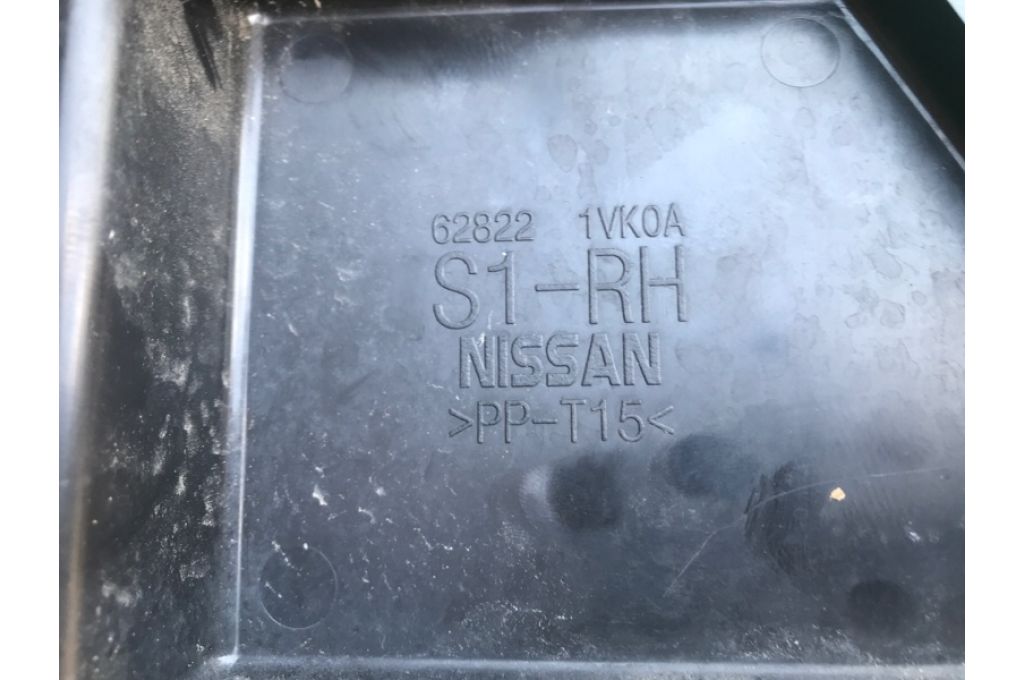 62822 1VK0A
S1-RH
NISSAN
>PP-T15<